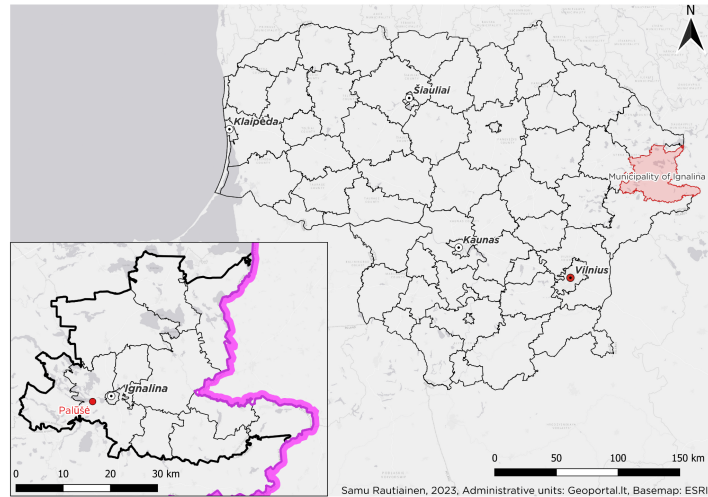 N
Šiauliai
Klaipėda
Municipality of Ignalina
Kaunas
Vilnius
Ignalina
Palūšė
0 10 20 30 km
0 50 100 150 km
Samu Rautiainen, 2023, Administrative units: Geoportal.lt, Basemap: ESRI